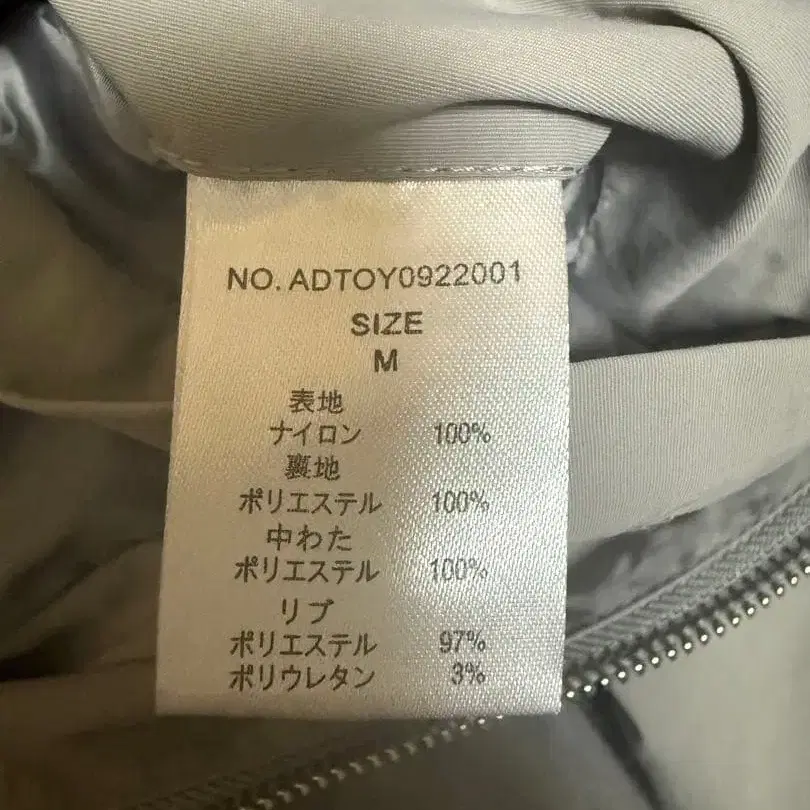 NO. ADTOY0922001
SIZE
M
表地
ナイロン 100%
裏地
ポリエステル 100%
中わた
ポリエステル 100%
リブ
ポリエステル 97%
ポリウレタン 3%